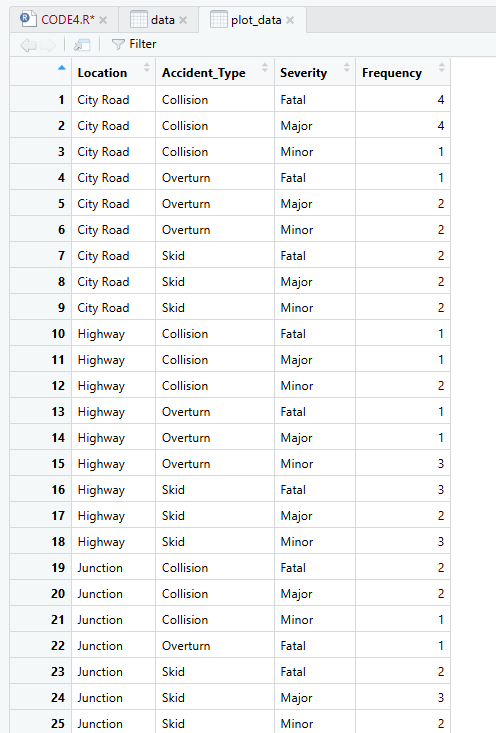 CODE4.R* data plot_data
Filter
Location Accident_Type Severity Frequency
1 City Road Collision Fatal 4
2 City Road Collision Major 4
3 City Road Collision Minor 1
4 City Road Overturn Fatal 1
5 City Road Overturn Major 2
6 City Road Overturn Minor 2
7 City Road Skid Fatal 2
8 City Road Skid Major 2
9 City Road Skid Minor 2
10 Highway Collision Fatal 1
11 Highway Collision Major 1
12 Highway Collision Minor 2
13 Highway Overturn Fatal 1
14 Highway Overturn Major 1
15 Highway Overturn Minor 3
16 Highway Skid Fatal 3
17 Highway Skid Major 2
18 Highway Skid Minor 3
19 Junction Collision Fatal 2
20 Junction Collision Major 2
21 Junction Collision Minor 1
22 Junction Overturn Fatal 1
23 Junction Skid Fatal 2
24 Junction Skid Major 3
25 Junction Skid Minor 2